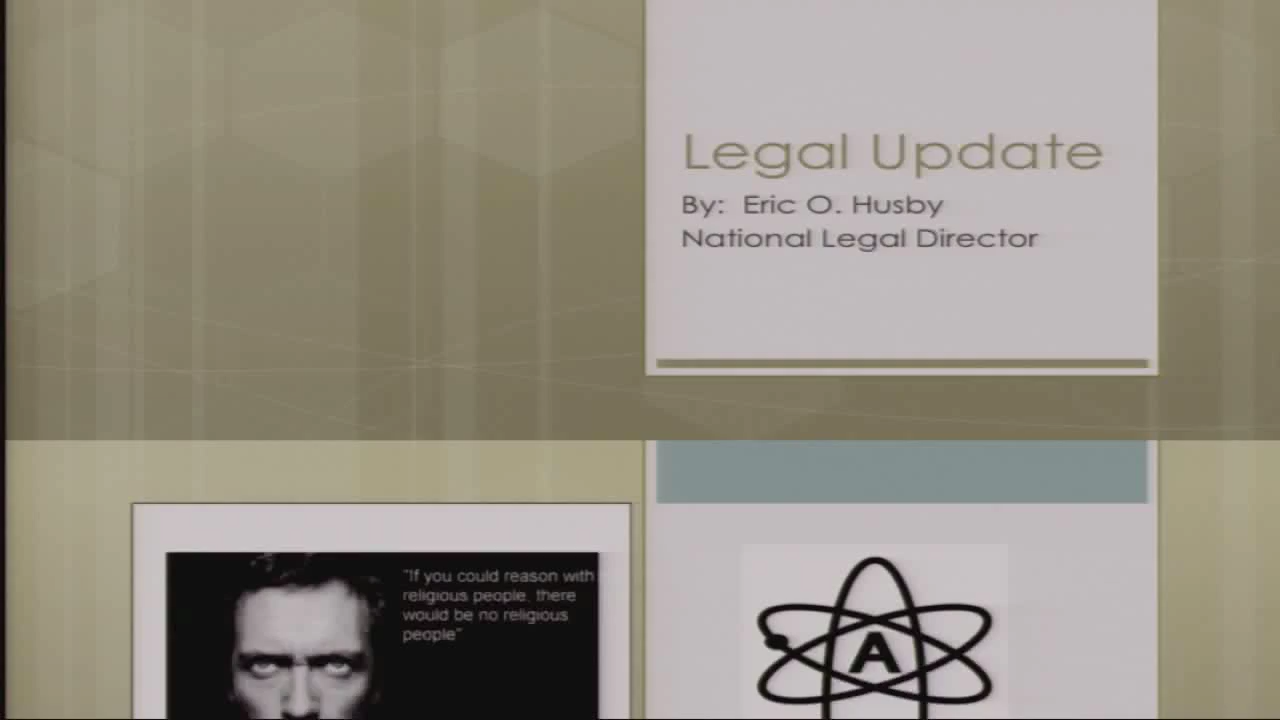 Legal Update
By: Eric O. Husby
National Legal Director
"If you could reason with
religious people, there
would be no religious
people"
A